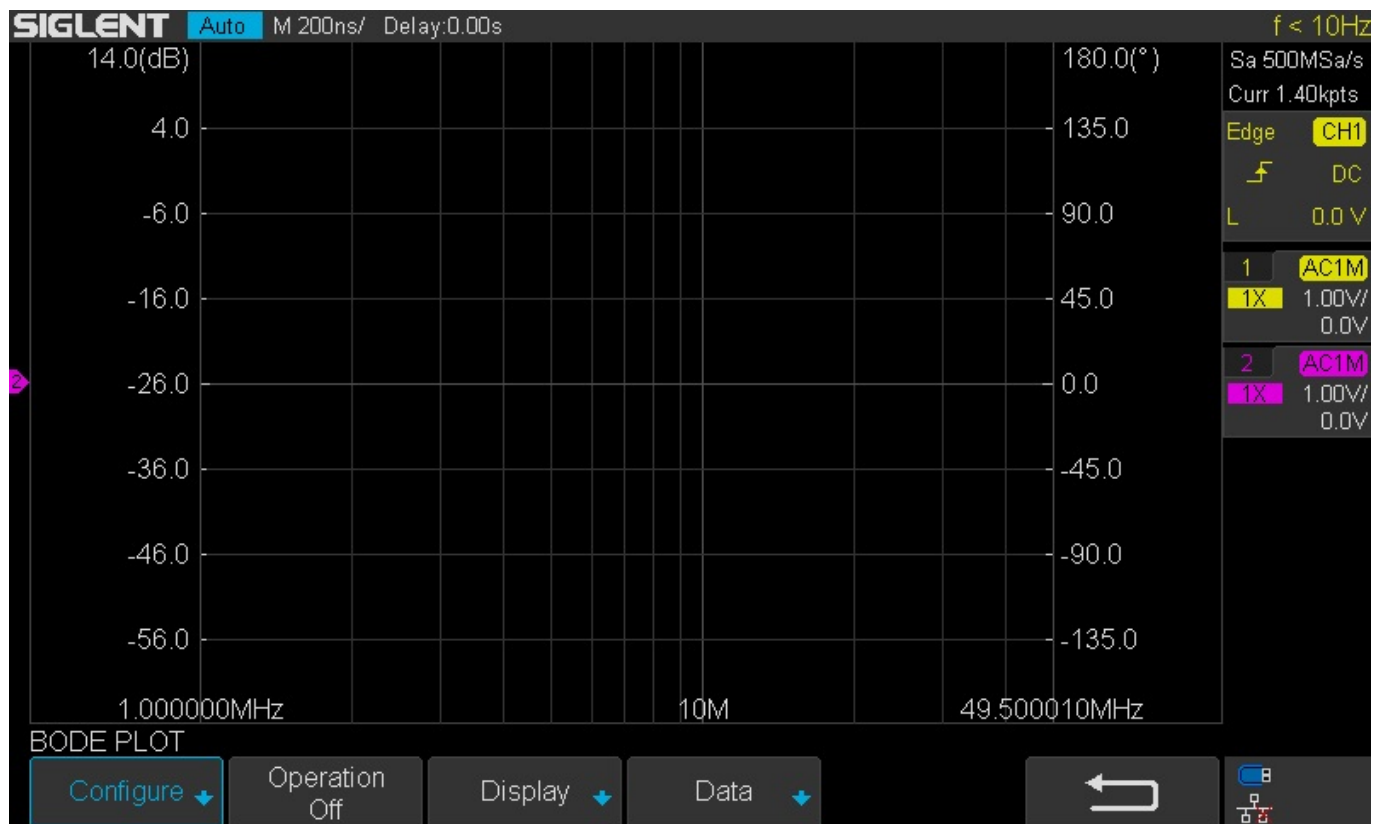 SIGLENT Auto M 200ns/ Delay:0.00s f < 10Hz
14.0(dB) 180.0(°) Sa 500MSa/s
Curr 1.40kpts
4.0 135.0 Edge CH1
DC
-6.0 90.0 L 0.0 V
1 AC1M
-16.0 45.0 1X 1.00V/
0.0V
2 AC1M
2 -26.0 0.0 1X 1.00V/
0.0V
-36.0 -45.0
-46.0 -90.0
-56.0 -135.0
1.000000MHz 10M 49.500010MHz
BODE PLOT
Configure Operation Display Data
Off